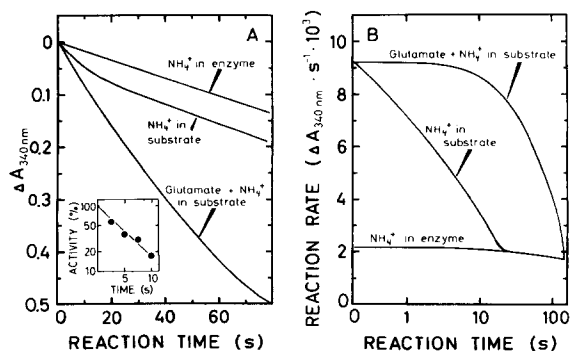 A
0
0.1
0.2
0.3
0.4
0.5
ΔA340nm
NH4+ in enzyme
NH4+ in
substrate
Glutamate + NH4+
in substrate
ACTIVITY (%)
100
50
30
10
5
10
TIME (s)
0
20
40
60
REACTION TIME (s)
B
10
8
6
4
2
0
REACTION RATE (ΔA340nm · s-1 · 10³)
Glutamate + NH4+ in substrate
NH4+ in
substrate
NH4+ in enzyme
0
1
10
100
REACTION TIME (s)